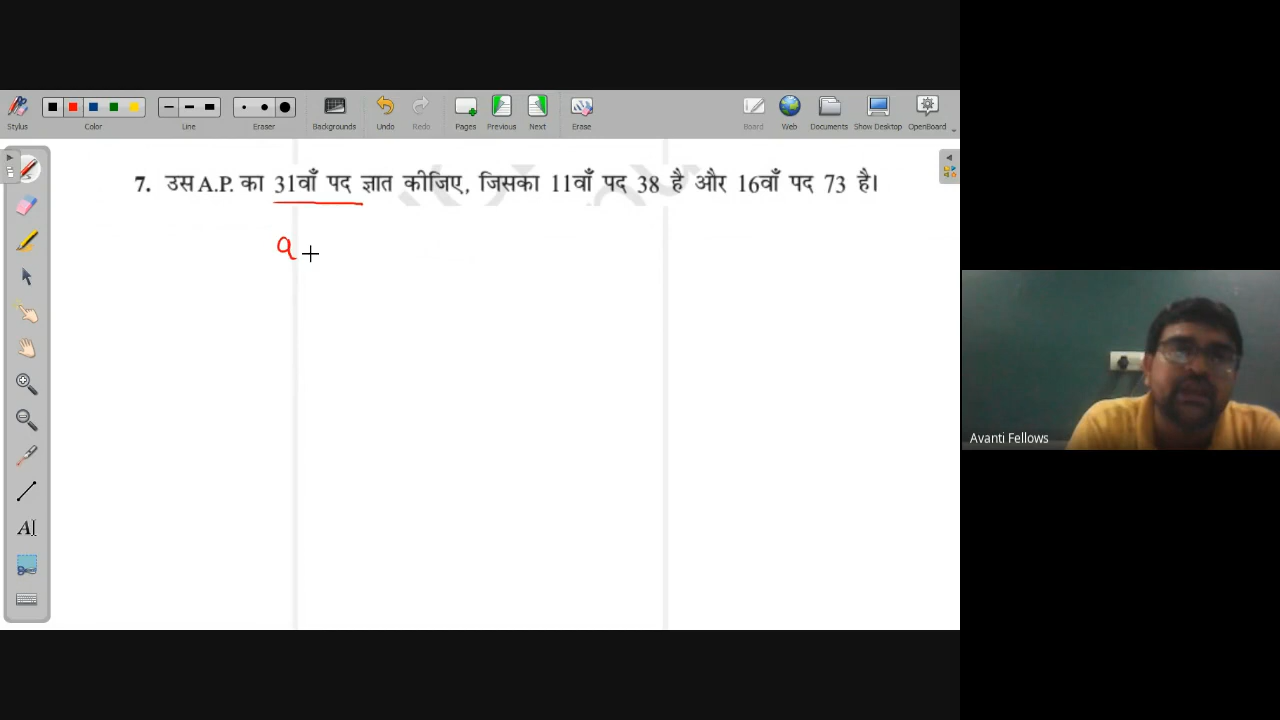 Stylus
Color
Line
Eraser
Backgrounds
Undo
Redo
Pages
Previous
Next
Erase
Board
Web
Documents
Show Desktop
OpenBoard
7. उस A.P. का 31वाँ पद ज्ञात कीजिए, जिसका 11वाँ पद 38 है और 16वाँ पद 73 है।
a
AI
Avanti Fellows